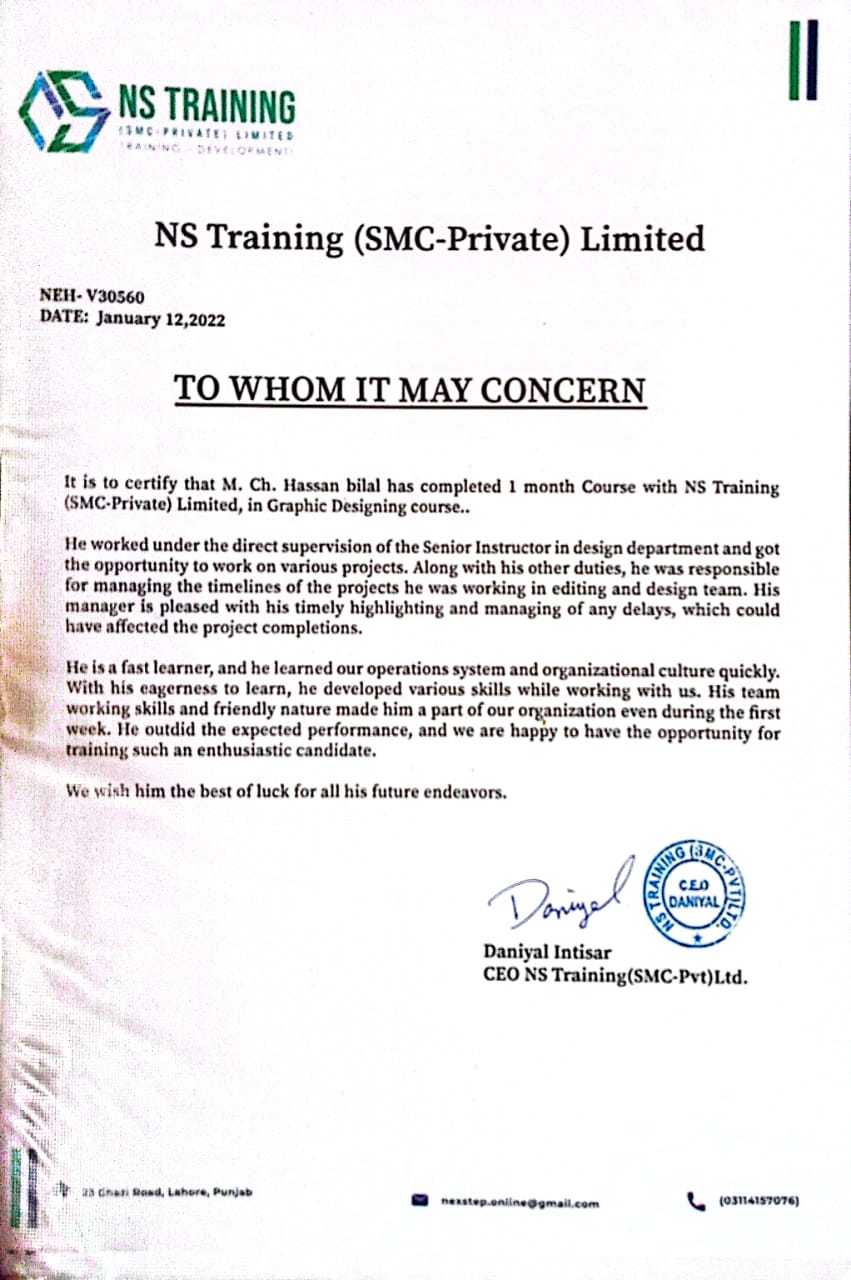 NS TRAINING
(SMC-PRIVATE) LIMITED
TRAINING - DEVELOPMENT
NS Training (SMC-Private) Limited
NEH- V30560
DATE: January 12,2022
TO WHOM IT MAY CONCERN
It is to certify that M. Ch. Hassan bilal has completed 1 month Course with NS Training
(SMC-Private) Limited, in Graphic Designing course..
He worked under the direct supervision of the Senior Instructor in design department and got
the opportunity to work on various projects. Along with his other duties, he was responsible
for managing the timelines of the projects he was working in editing and design team. His
manager is pleased with his timely highlighting and managing of any delays, which could
have affected the project completions.
He is a fast learner, and he learned our operations system and organizational culture quickly.
With his eagerness to learn, he developed various skills while working with us. His team
working skills and friendly nature made him a part of our organization even during the first
week. He outdid the expected performance, and we are happy to have the opportunity for
training such an enthusiastic candidate.
We wish him the best of luck for all his future endeavors.
Daniyal
NS TRAINING (SMC-PVT) LTD.
C.E.O
DANIYAL
Daniyal Intisar
CEO NS Training(SMC-Pvt)Ltd.
23 Ghazi Road, Lahore, Punjab
nexstep.online@gmail.com
(03114157076)